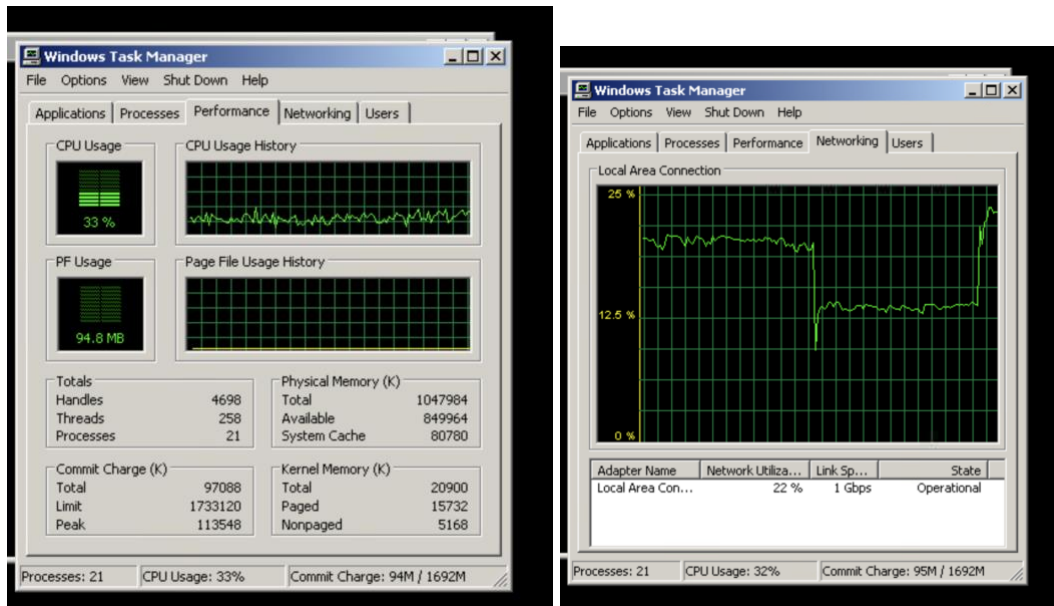 Windows Task Manager
File Options View Shut Down Help
Applications Processes Performance Networking Users
CPU Usage CPU Usage History
33 %
PF Usage Page File Usage History
94.8 MB
Totals
Handles 4698
Threads 258
Processes 21
Physical Memory (K)
Total 1047984
Available 849964
System Cache 80780
Commit Charge (K)
Total 97088
Limit 1733120
Peak 113548
Kernel Memory (K)
Total 20900
Paged 15732
Nonpaged 5168
Processes: 21 CPU Usage: 33% Commit Charge: 94M / 1692M
Windows Task Manager
File Options View Shut Down Help
Applications Processes Performance Networking Users
Local Area Connection
25 %
12.5 %
0 %
Adapter Name Network Utiliza... Link Sp... State
Local Area Con... 22 % 1 Gbps Operational
Processes: 21 CPU Usage: 32% Commit Charge: 95M / 1692M